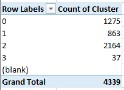 Row Labels Count of Cluster
0 1275
1 863
2 2164
3 37
(blank)
Grand Total 4339